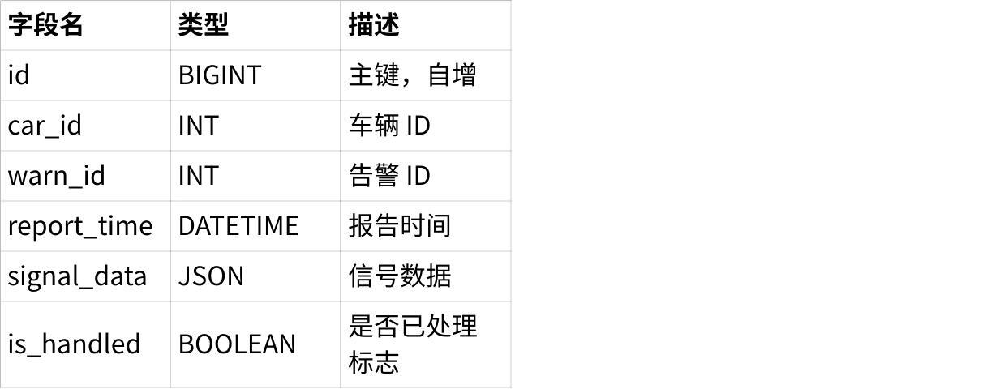 字段名 类型 描述
id BIGINT 主键，自增
car_id INT 车辆 ID
warn_id INT 告警 ID
report_time DATETIME 报告时间
signal_data JSON 信号数据
is_handled BOOLEAN 是否已处理
标志